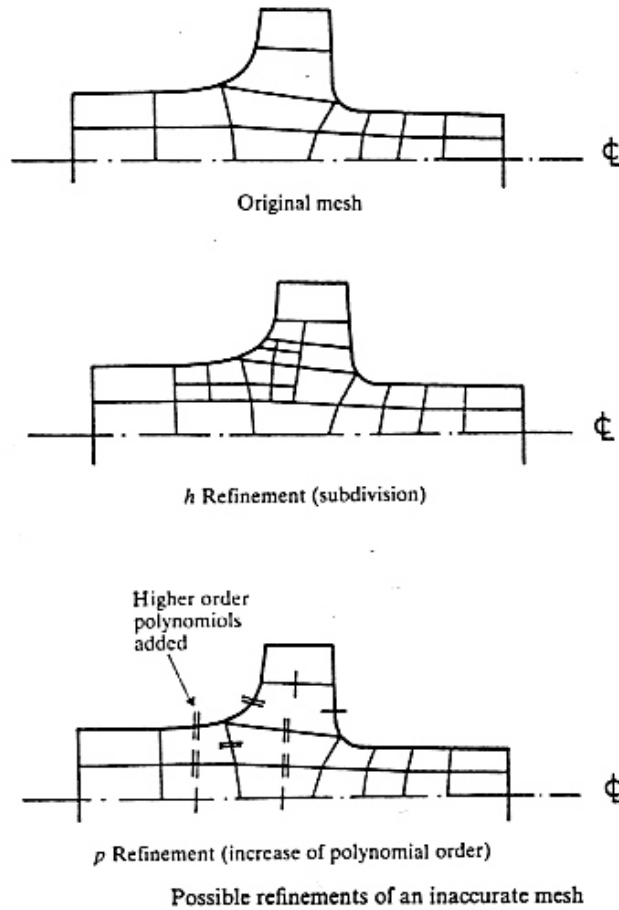 ℄
Original mesh
℄
h Refinement (subdivision)
Higher order
polynomiols
added
℄
p Refinement (increase of polynomial order)
Possible refinements of an inaccurate mesh